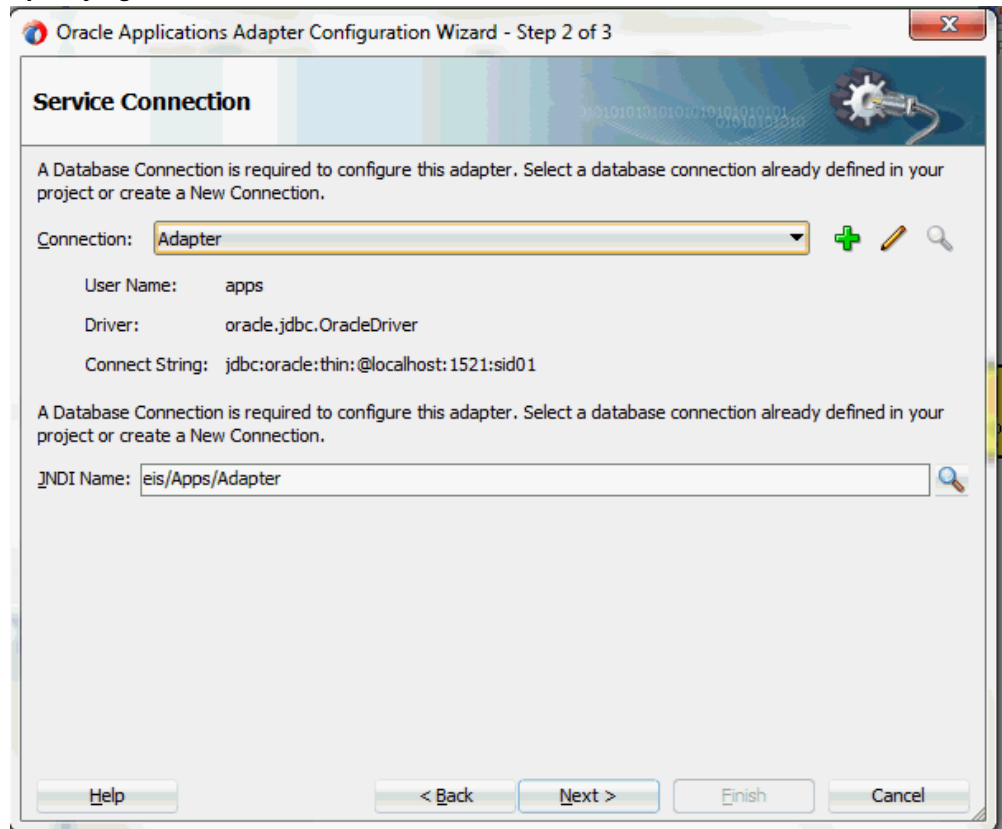 Oracle Applications Adapter Configuration Wizard - Step 2 of 3
Service Connection
A Database Connection is required to configure this adapter. Select a database connection already defined in your
project or create a New Connection.
Connection: Adapter
User Name: apps
Driver: oracle.jdbc.OracleDriver
Connect String: jdbc:oracle:thin:@localhost:1521:sid01
A Database Connection is required to configure this adapter. Select a database connection already defined in your
project or create a New Connection.
JNDI Name: eis/Apps/Adapter
Help < Back Next > Finish Cancel